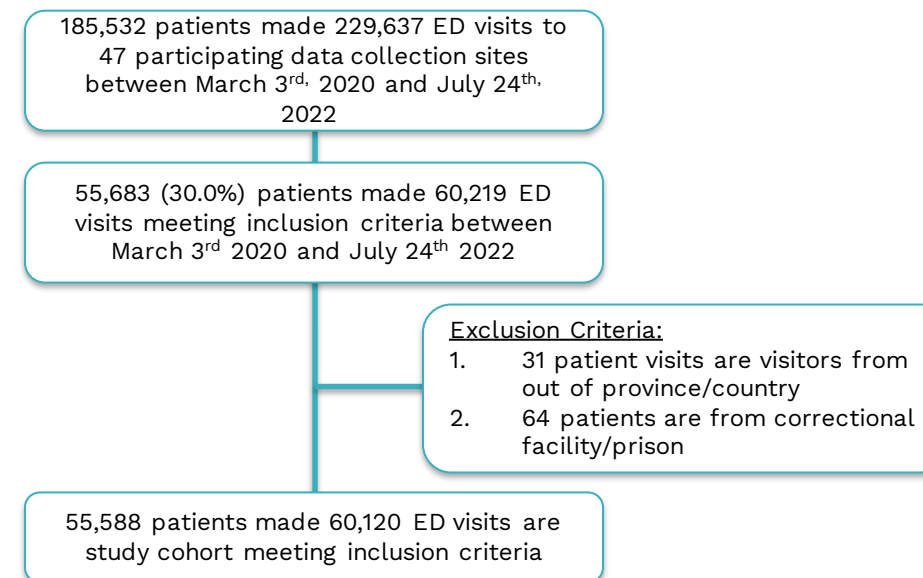 185,532 patients made 229,637 ED visits to
47 participating data collection sites
between March 3rd, 2020 and July 24th,
2022
55,683 (30.0%) patients made 60,219 ED
visits meeting inclusion criteria between
March 3rd 2020 and July 24th 2022
Exclusion Criteria:
1. 31 patient visits are visitors from
out of province/country
2. 64 patients are from correctional
facility/prison
55,588 patients made 60,120 ED visits are
study cohort meeting inclusion criteria